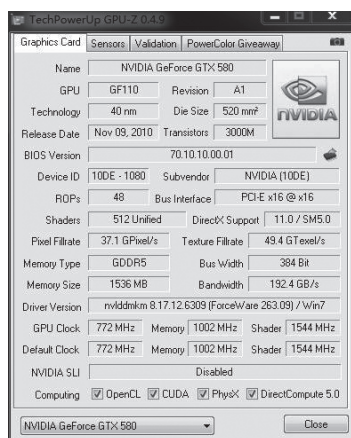 TechPowerUp GPU-Z 0.4.9
Graphics Card Sensors Validation PowerColor Giveaway
Name NVIDIA GeForce GTX 580
GPU GF110 Revision A1
Technology 40 nm Die Size 520 mm²
Release Date Nov 09, 2010 Transistors 3000M
NVIDIA
BIOS Version 70.10.10.00.01
Device ID 10DE - 1080 Subvendor NVIDIA (10DE)
ROPs 48 Bus Interface PCI-E x16 @ x16
Shaders 512 Unified DirectX Support 11.0 / SM5.0
Pixel Fillrate 37.1 GPixel/s Texture Fillrate 49.4 GTexel/s
Memory Type GDDR5 Bus Width 384 Bit
Memory Size 1536 MB Bandwidth 192.4 GB/s
Driver Version nvlddmkm 8.17.12.6309 (ForceWare 263.09) / Win7
GPU Clock 772 MHz Memory 1002 MHz Shader 1544 MHz
Default Clock 772 MHz Memory 1002 MHz Shader 1544 MHz
NVIDIA SLI Disabled
Computing OpenCL CUDA PhysX DirectCompute 5.0
NVIDIA GeForce GTX 580 Close